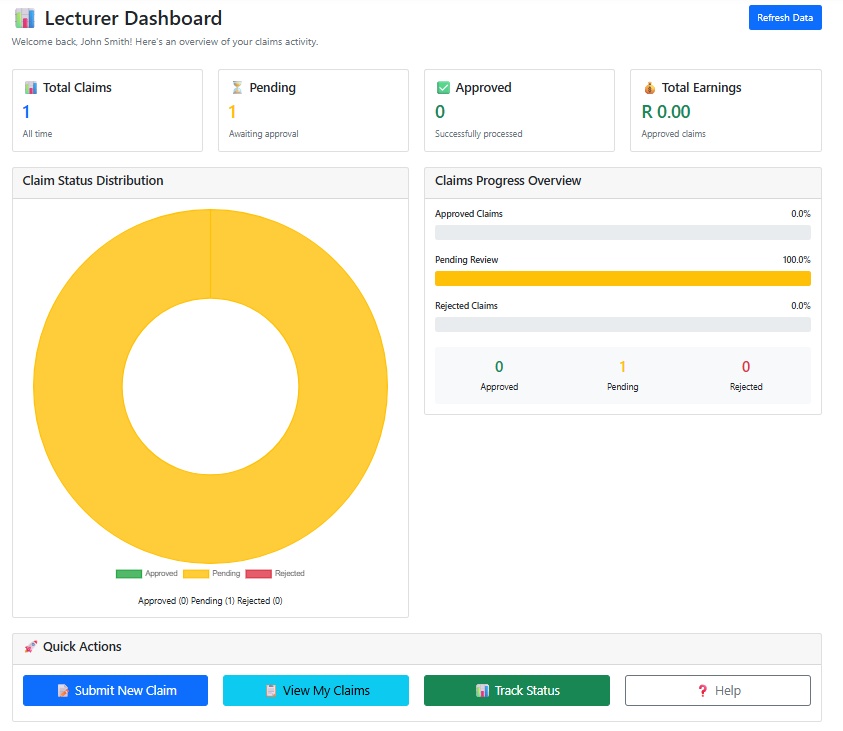 Lecturer Dashboard
Refresh Data
Welcome back, John Smith! Here's an overview of your claims activity.
Total Claims
1
All time
Pending
1
Awaiting approval
Approved
0
Successfully processed
Total Earnings
R 0.00
Approved claims
Claim Status Distribution
Approved Pending Rejected
Approved (0) Pending (1) Rejected (0)
Claims Progress Overview
Approved Claims 0.0%
Pending Review 100.0%
Rejected Claims 0.0%
0 1 0
Approved Pending Rejected
Quick Actions
Submit New Claim View My Claims Track Status ❓ Help